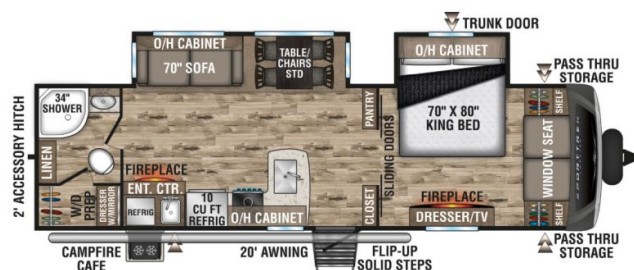 TRUNK DOOR
O/H CABINET
70" SOFA
TABLE/
CHAIRS
STD
O/H CABINET
PASS THRU
STORAGE
34"
SHOWER
PANTRY
70" X 80"
KING BED
SHELF
2' ACCESSORY HITCH
LINEN
SLIDING DOORS
WINDOW SEAT
SPORTTREK
FIREPLACE
ENT. CTR.
W/D
PREP
DRESSER
W/MIRROR
REFRIG
10
CU FT
REFRIG
O/H CABINET
CLOSET
FIREPLACE
DRESSER/TV
SHELF
CAMPFIRE
CAFE
20' AWNING
FLIP-UP
SOLID STEPS
PASS THRU
STORAGE